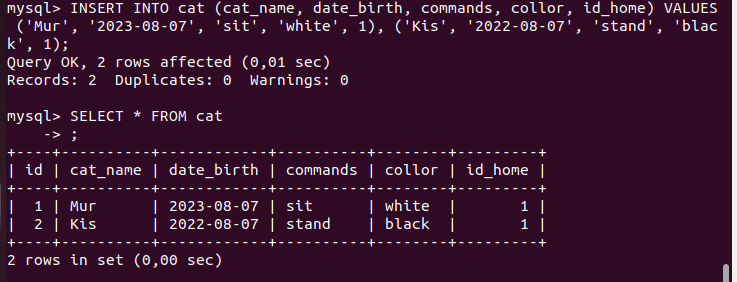 mysql> INSERT INTO cat (cat_name, date_birth, commands, collor, id_home) VALUES
 ('Mur', '2023-08-07', 'sit', 'white', 1), ('Kis', '2022-08-07', 'stand', 'blac
k', 1);
Query OK, 2 rows affected (0,01 sec)
Records: 2  Duplicates: 0  Warnings: 0

mysql> SELECT * FROM cat
    -> ;
+----+----------+------------+----------+--------+---------+
| id | cat_name | date_birth | commands | collor | id_home |
+----+----------+------------+----------+--------+---------+
|  1 | Mur      | 2023-08-07 | sit      | white  |       1 |
|  2 | Kis      | 2022-08-07 | stand    | black  |       1 |
+----+----------+------------+----------+--------+---------+
2 rows in set (0,00 sec)